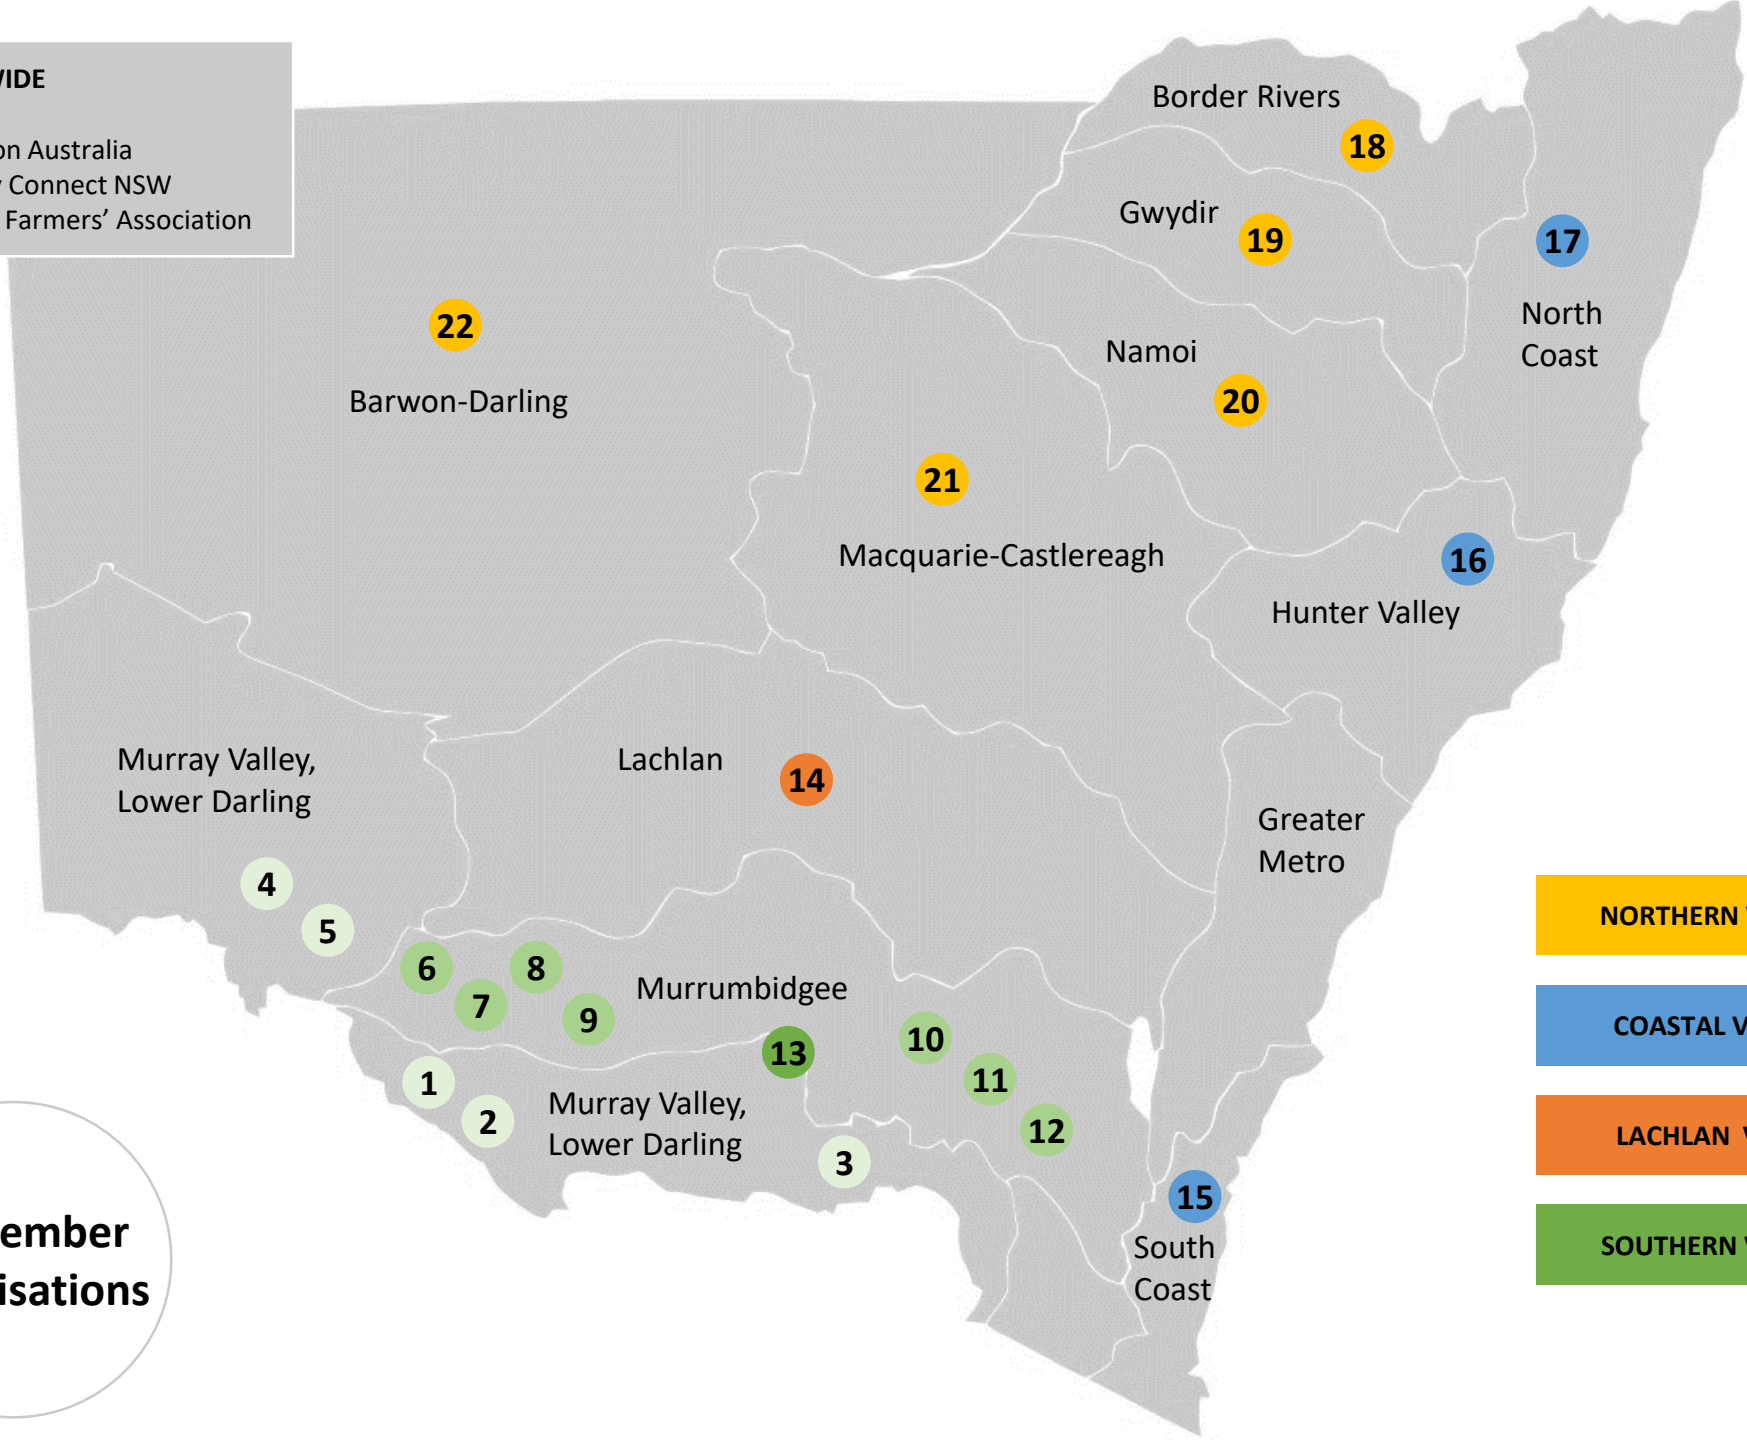 WIDE
on Australia
Connect NSW
Farmers’ Association
Border Rivers
18
Gwydir
19
17
North
Coast
22
Barwon-Darling
Namoi
20
21
Macquarie-Castlereagh
16
Hunter Valley
Murray Valley,
Lower Darling
Lachlan
14
Greater
Metro
4
5
6
8
7
9
Murrumbidgee
13
10
11
12
1
2
Murray Valley,
Lower Darling
3
15
South
Coast
NORTHERN
COASTAL V
LACHLAN
SOUTHERN
ember
isations